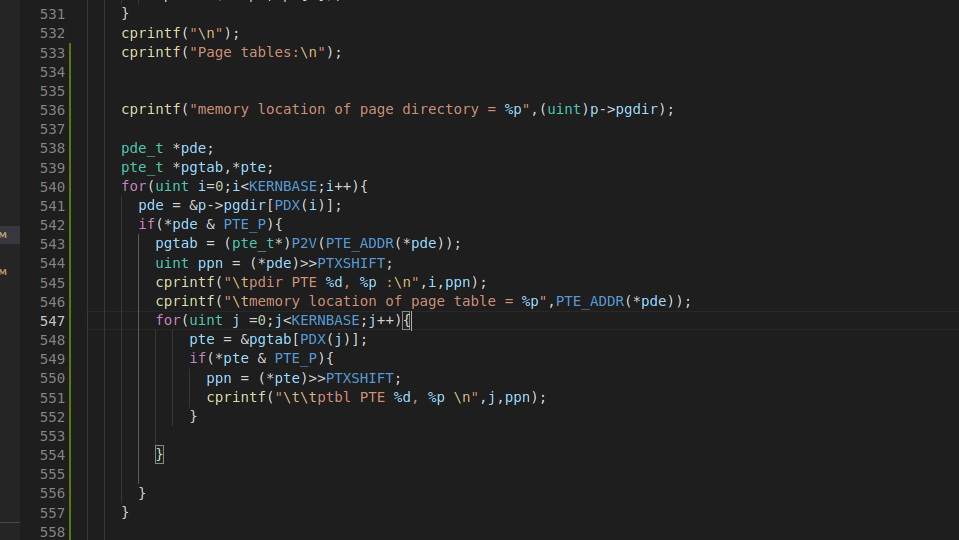 531 }
532 cprintf("\n");
533 cprintf("Page tables:\n");
534
535
536 cprintf("memory location of page directory = %p",(uint)p->pgdir);
537
538 pde_t *pde;
539 pte_t *pgtab,*pte;
540 for(uint i=0;i<KERNBASE;i++){
541 pde = &p->pgdir[PDX(i)];
542 if(*pde & PTE_P){
M
543 pgtab = (pte_t*)P2V(PTE_ADDR(*pde));
544 uint ppn = (*pde)>>PTXSHIFT;
M
545 cprintf("\tpdir PTE %d, %p :\n",i,ppn);
546 cprintf("\tmemory location of page table = %p",PTE_ADDR(*pde));
547 for(uint j =0;j<KERNBASE;j++){
548 pte = &pgtab[PDX(j)];
549 if(*pte & PTE_P){
550 ppn = (*pte)>>PTXSHIFT;
551 cprintf("\t\tptbl PTE %d, %p \n",j,ppn);
552 }
553
554 }
555
556 }
557 }
558